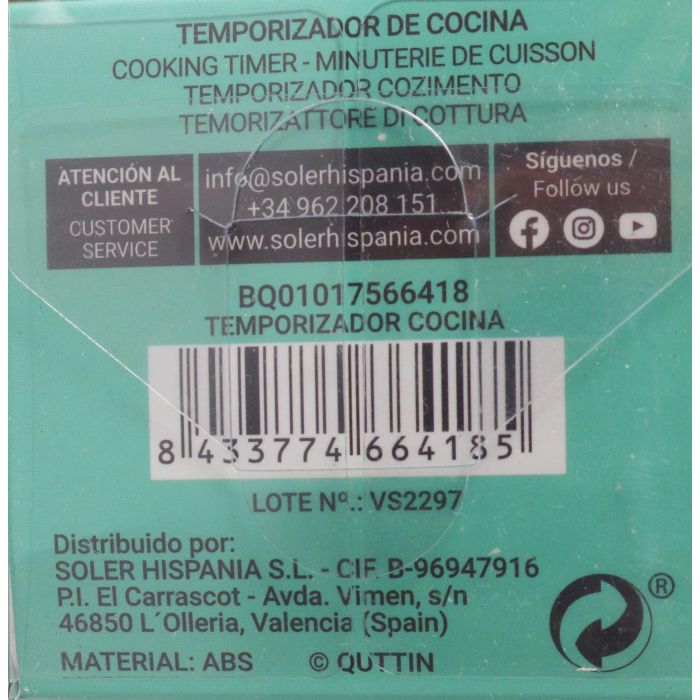 TEMPORIZADOR DE COCINA
COOKING TIMER - MINUTERIE DE CUISSON
TEMPORIZADOR COZIMENTO
TEMORIZATTORE DI COTTURA
ATENCIÓN AL
CLIENTE
CUSTOMER
SERVICE
info@solerhispania.com
+34 962 208 151
www.solerhispania.com
Síguenos /
Follow us
BQ01017566418
TEMPORIZADOR COCINA
8 433774 664185
LOTE Nº.: VS2297
Distribuido por:
SOLER HISPANIA S.L. - CIF. B-96947916
P.I. El Carrascot - Avda. Vimen, s/n
46850 L´Olleria, Valencia (Spain)
MATERIAL: ABS © QUTTIN
®